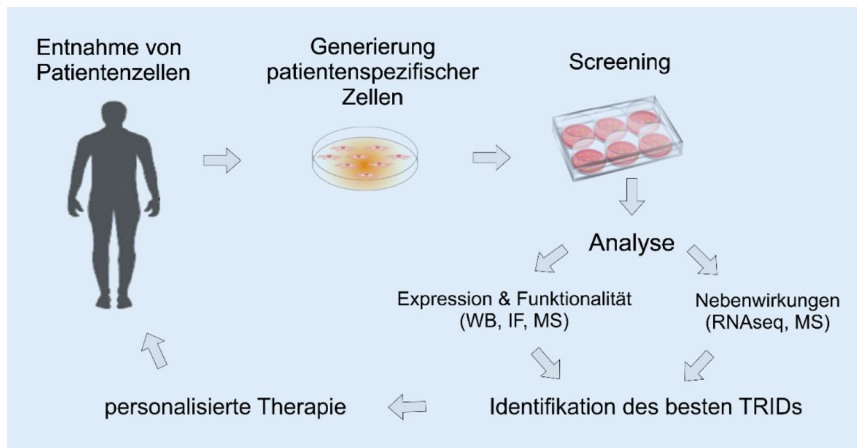 Entnahme von
Patientenzellen
Generierung
patientenspezifischer
Zellen
Screening
Analyse
Expression & Funktionalität
(WB, IF, MS)
Nebenwirkungen
(RNAseq, MS)
Identifikation des besten TRIDs
personalisierte Therapie